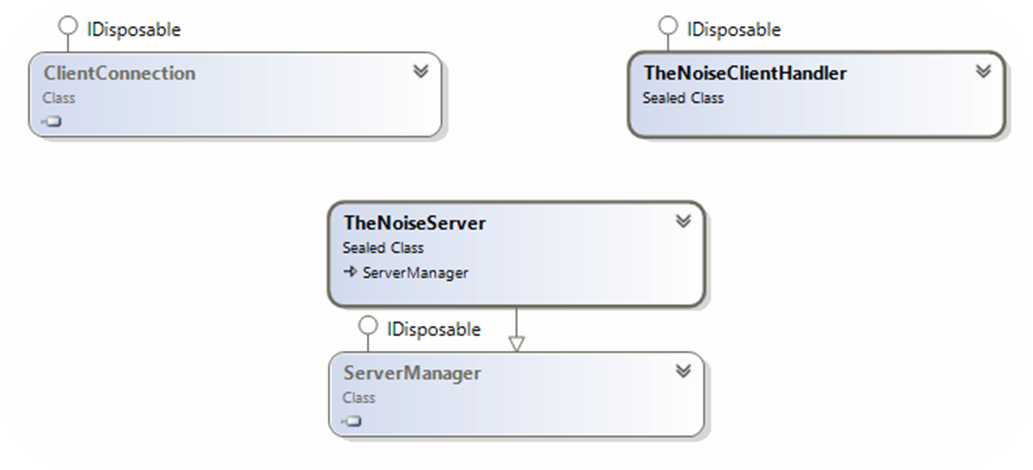 IDisposable
ClientConnection
Class
IDisposable
TheNoiseClientHandler
Sealed Class
TheNoiseServer
Sealed Class
ServerManager
IDisposable
ServerManager
Class